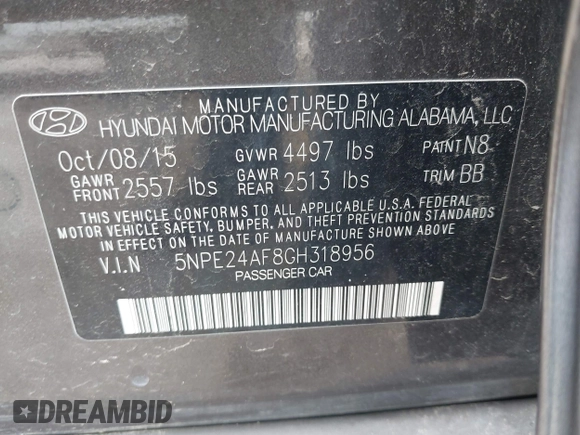 MANUFACTURED BY
HYUNDAI MOTOR MANUFACTURING ALABAMA, LLC
Oct/08/15 GVWR 4497 lbs PAINT N8
GAWR FRONT 2557 lbs GAWR REAR 2513 lbs TRIM BB
THIS VEHICLE CONFORMS TO ALL APPLICABLE U.S.A. FEDERAL
MOTOR VEHICLE SAFETY, BUMPER, AND THEFT PREVENTION STANDARDS
IN EFFECT ON THE DATE OF MANUFACTURE SHOWN ABOVE.
V.I.N 5NPE24AF8GH318956
PASSENGER CAR
DREAMBID